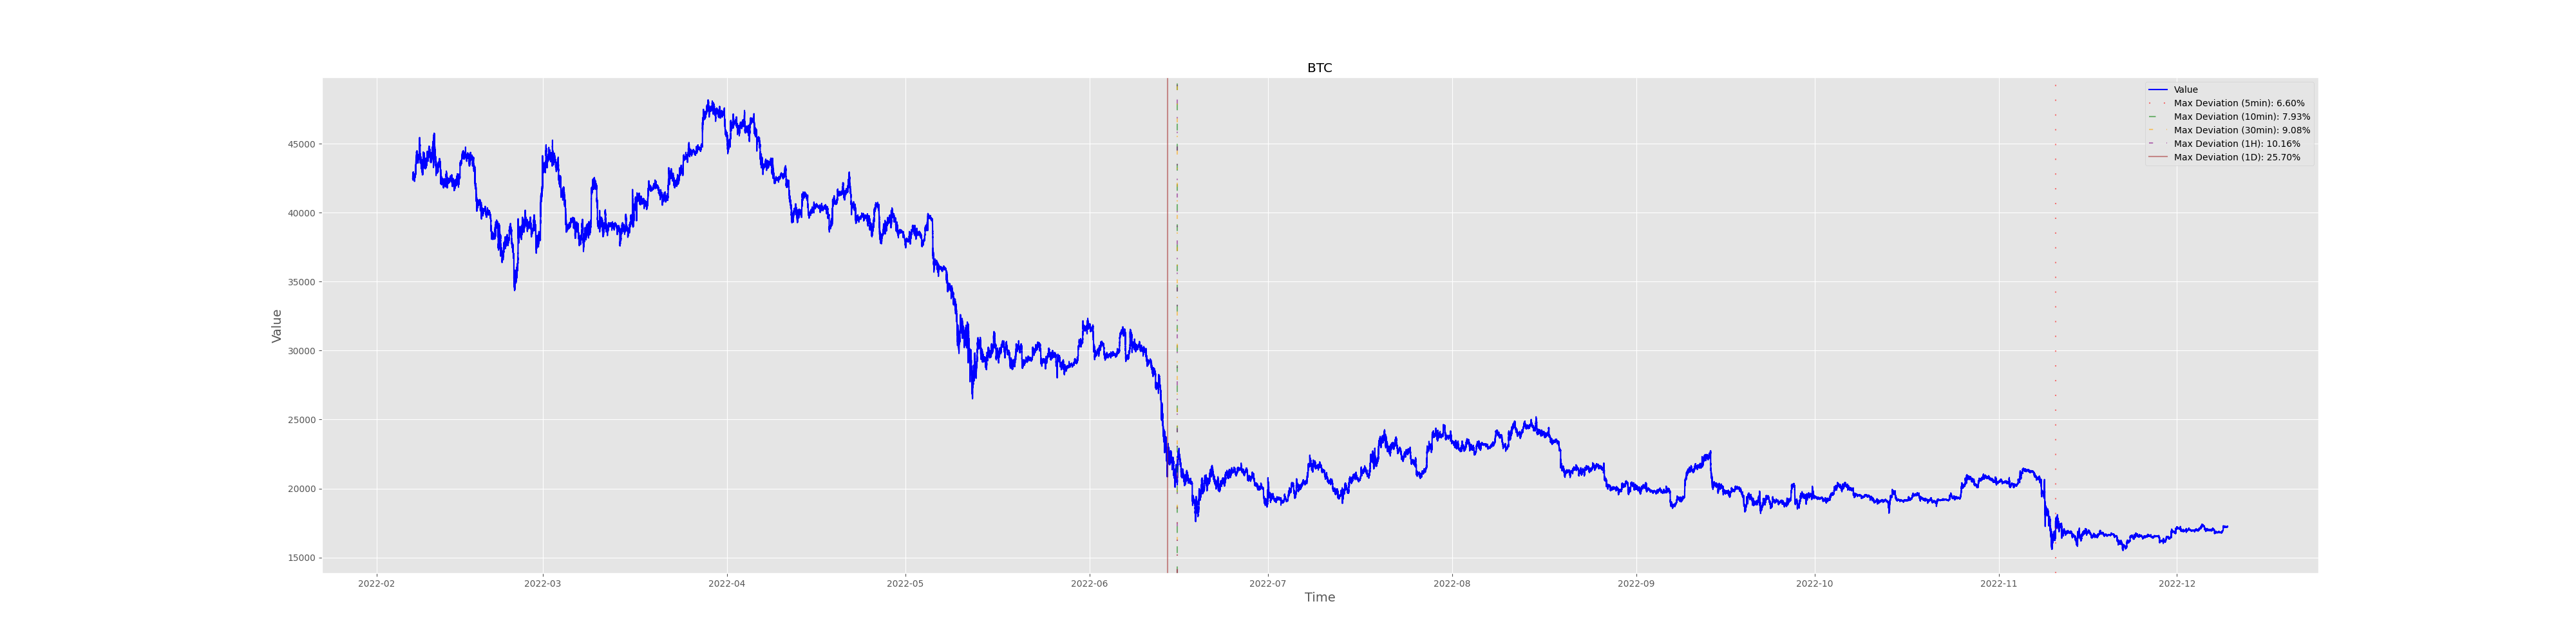 BTC
Value
Max Deviation (5min): 6.60%
Max Deviation (10min): 7.93%
Max Deviation (30min): 9.08%
Max Deviation (1H): 10.16%
Max Deviation (1D): 25.70%
45000
40000
35000
30000
25000
20000
15000
Value
2022-02 2022-03 2022-04 2022-05 2022-06 2022-07 2022-08 2022-09 2022-10 2022-11 2022-12
Time